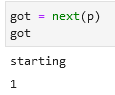 got = next(p)
got
starting
1